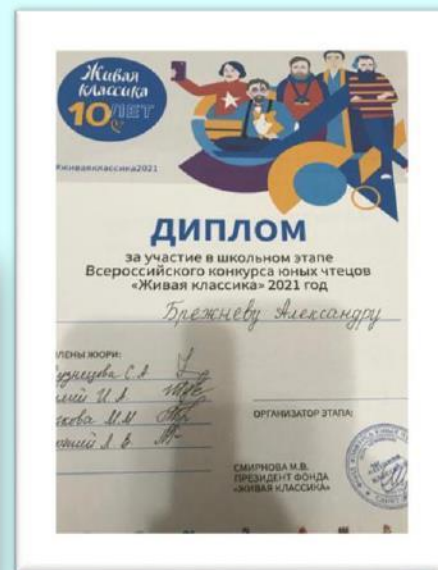 Живая
классика
10 ЛЕТ
#живаяклассика2021
ДИПЛОМ
за участие в школьном этапе
Всероссийского конкурса юных чтецов
«Живая классика» 2021 год
Брежневу Александру
ЛЕНЫ ЖЮРИ:
С.А
И.А
М.М
А.В
ОРГАНИЗАТОР ЭТАПА:
СМИРНОВА М.В.
ПРЕЗИДЕНТ ФОНДА
«ЖИВАЯ КЛАССИКА»